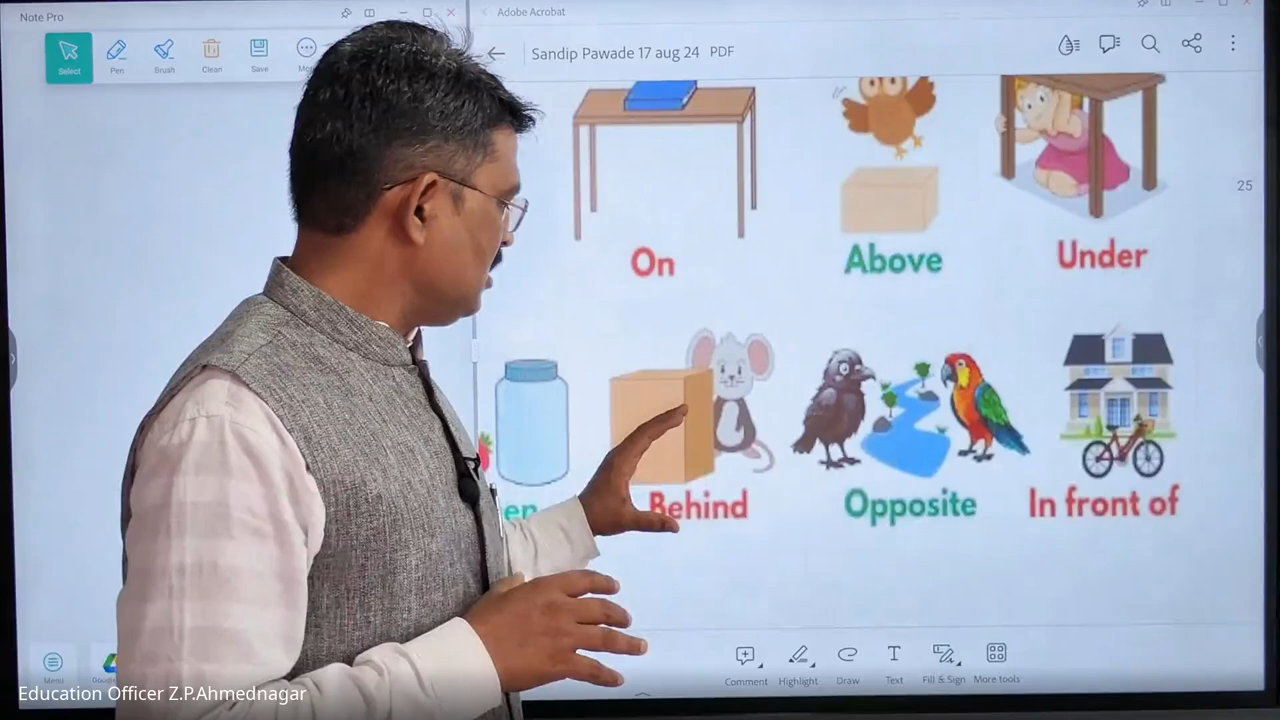 Note Pro
Adobe Acrobat
Select
Pen
Brush
Clean
Save
Sandip Pawade 17 aug 24 PDF
25
On
Above
Under
Behind
Opposite
In front of
Menu
Comment
Highlight
Draw
Text
Fill & Sign
More tools
Education Officer Z.P.Ahmednagar